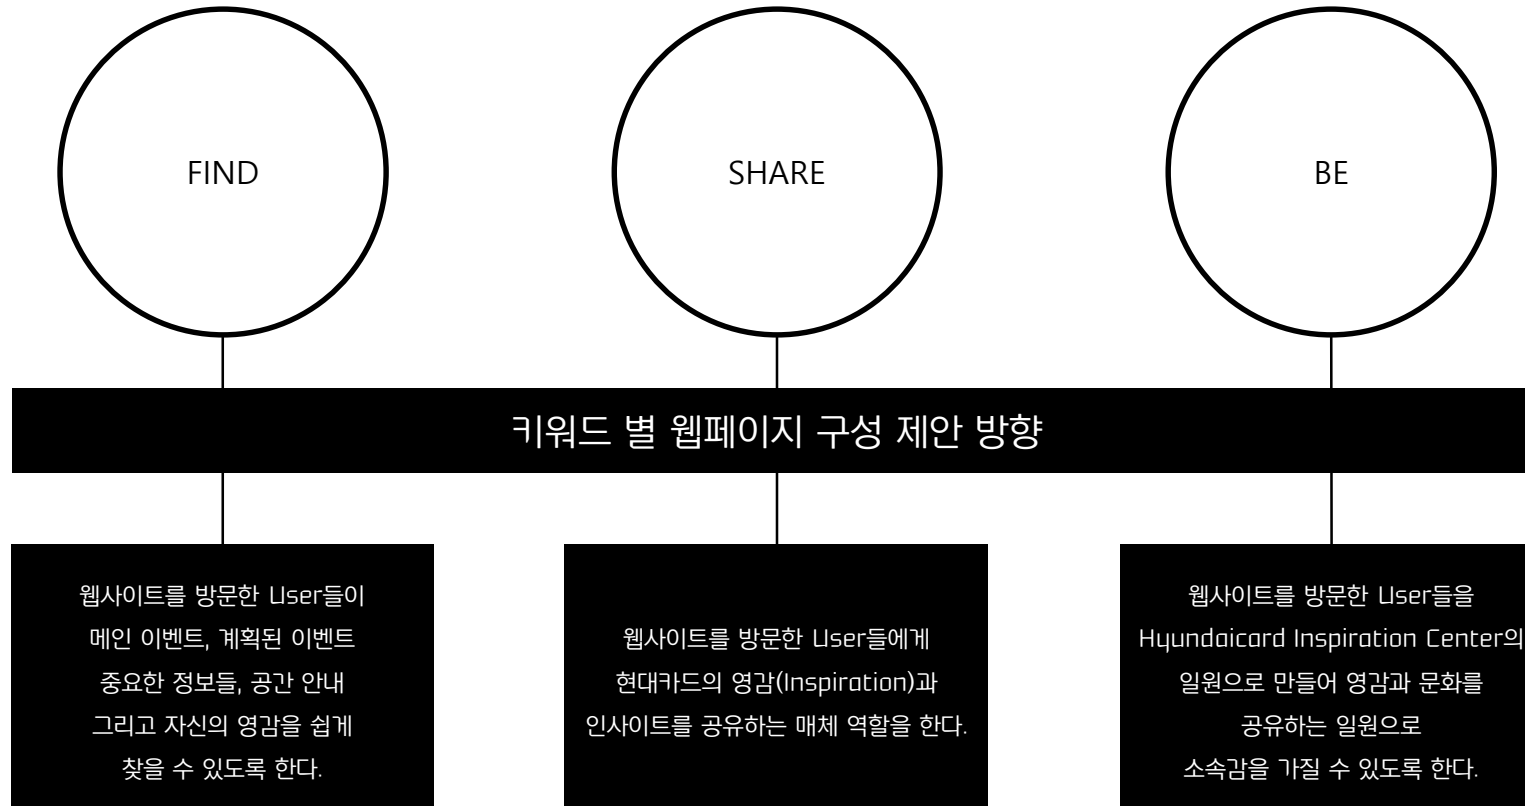 FIND
SHARE
BE
키워드 별 웹페이지 구성 제안 방향
웹사이트를 방문한 User들이
메인 이벤트, 계획된 이벤트
중요한 정보들, 공간 안내
그리고 자신의 영감을 쉽게
찾을 수 있도록 한다.
웹사이트를 방문한 User들에게
현대카드의 영감(Inspiration)과
인사이트를 공유하는 매체 역할을 한다.
웹사이트를 방문한 User들을
Hyundaicard Inspiration Center의
일원으로 만들어 영감과 문화를
공유하는 일원으로
소속감을 가질 수 있도록 한다.